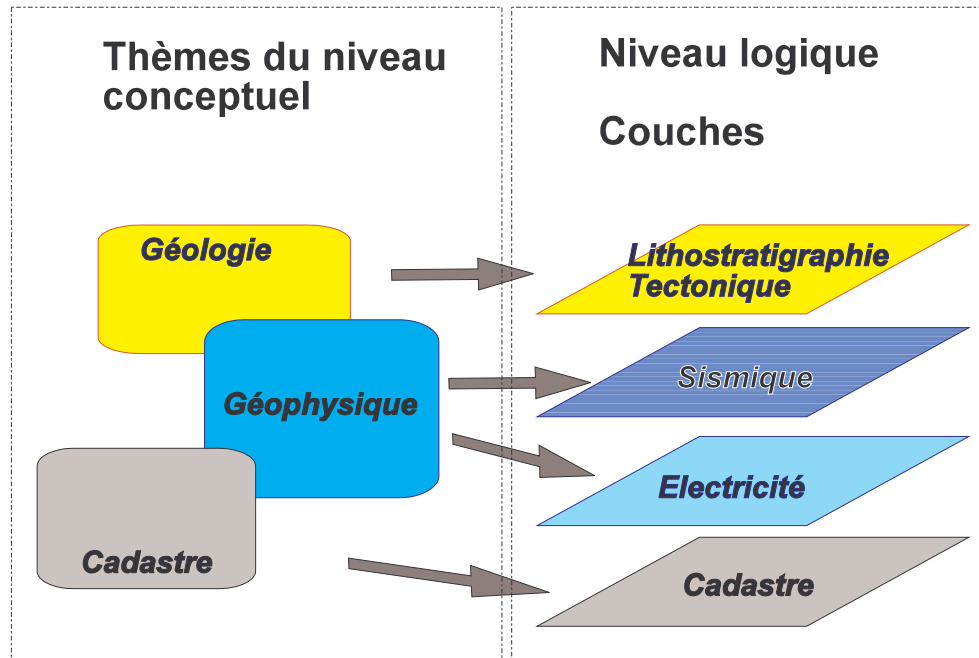 Thèmes du niveau
conceptuel
Géologie
Géophysique
Cadastre
Niveau logique
Couches
Lithostratigraphie
Tectonique
Sismique
Electricité
Cadastre